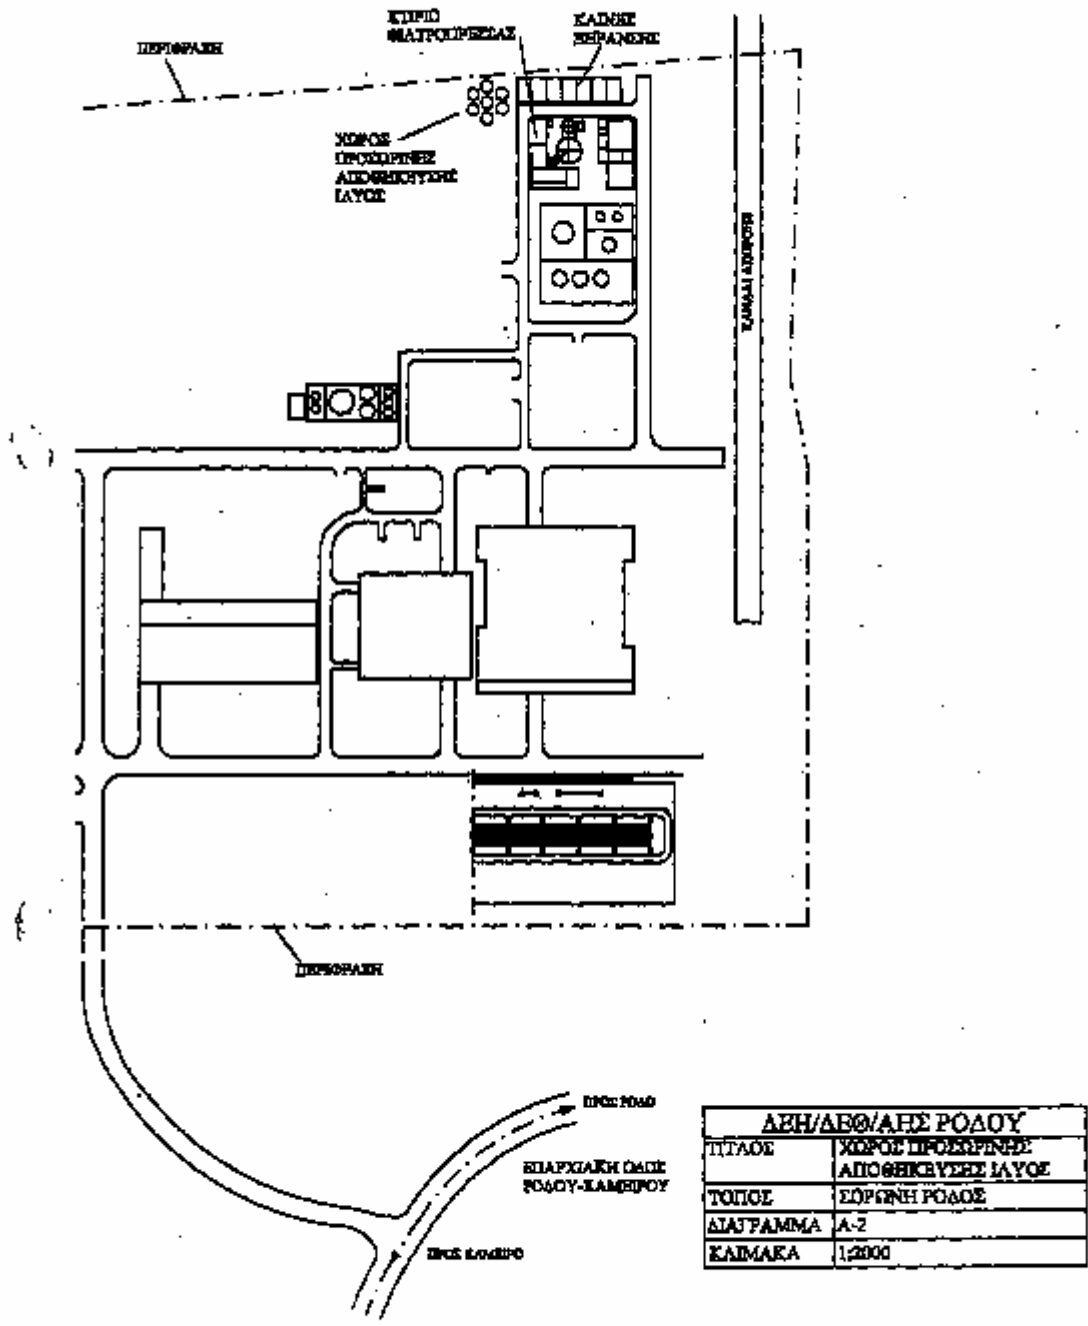 ΚΤΙΡΙΟ
ΦΙΛΤΡΟΠΡΕΣΣΑΣ
ΚΛΙΝΕΣ
ΞΗΡΑΝΣΗΣ
ΠΕΡΙΦΡΑΞΗ
ΧΩΡΟΣ
ΠΡΟΣΩΡΙΝΗΣ
ΑΠΟΘΗΚΕΥΣΗΣ
ΙΛΥΟΣ
ΚΑΝΑΛΙ ΑΠΟΡΟΗΣ
ΠΕΡΙΦΡΑΞΗ
ΠΡΟΣ ΡΟΔΟ
ΕΠΑΡΧΙΑΚΗ ΟΔΟΣ
ΡΟΔΟΥ-ΚΑΜΕΙΡΟΥ
ΠΡΟΣ ΚΑΜΕΙΡΟ
ΔΕΗ/ΔΕΘ/ΑΗΣ ΡΟΔΟΥ
ΤΙΤΛΟΣ ΧΩΡΟΣ ΠΡΟΣΩΡΙΝΗΣ
ΑΠΟΘΗΚΕΥΣΗΣ ΙΛΥΟΣ
ΤΟΠΟΣ ΣΟΡΩΝΗ ΡΟΔΟΣ
ΔΙΑΓΡΑΜΜΑ Α-2
ΚΛΙΜΑΚΑ 1:2000